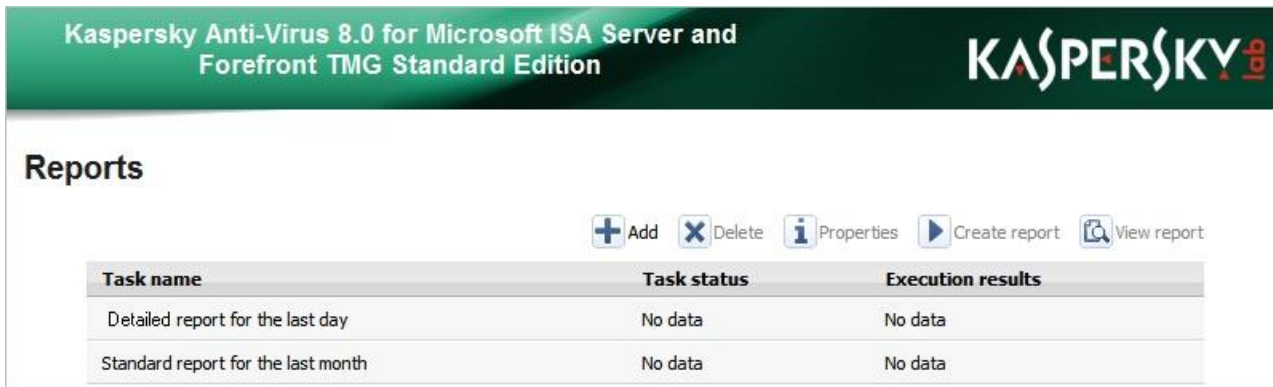 Kaspersky Anti-Virus 8.0 for Microsoft ISA Server and
Forefront TMG Standard Edition
KASPERSKY lab
Reports
Add Delete Properties Create report View report
Task name Task status Execution results
Detailed report for the last day No data No data
Standard report for the last month No data No data